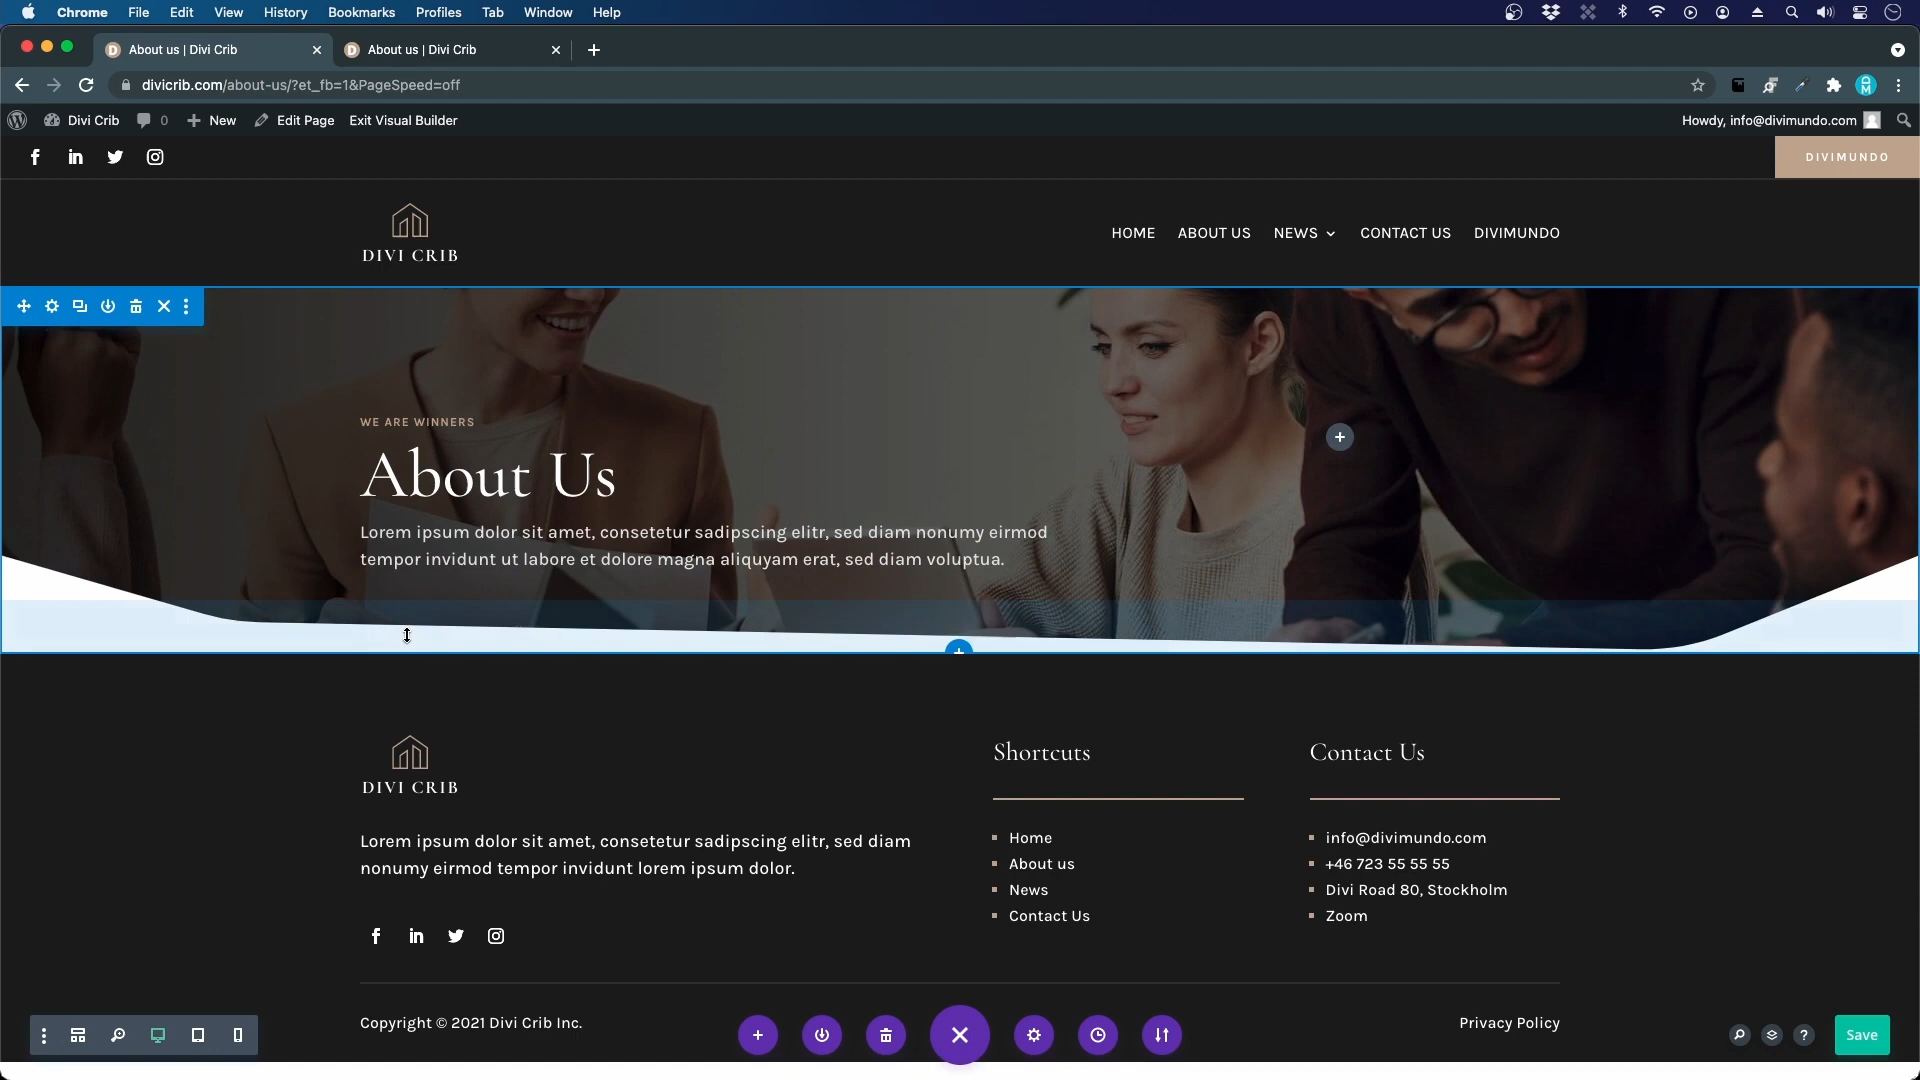 Chrome File Edit View History Bookmarks Profiles Tab Window Help
About us | Divi Crib
About us | Divi Crib
divicrib.com/about-us/?et_fb=1&PageSpeed=off
Divi Crib 0 New Edit Page Exit Visual Builder Howdy, info@divimundo.com
DIVIMUNDO
DIVI CRIB
HOME ABOUT US NEWS CONTACT US DIVIMUNDO
WE ARE WINNERS
About Us
Lorem ipsum dolor sit amet, consetetur sadipscing elitr, sed diam nonumy eirmod
tempor invidunt ut labore et dolore magna aliquyam erat, sed diam voluptua.
DIVI CRIB
Lorem ipsum dolor sit amet, consetetur sadipscing elitr, sed diam
nonumy eirmod tempor invidunt lorem ipsum dolor.
Shortcuts
Home
About us
News
Contact Us
Contact Us
info@divimundo.com
+46 723 55 55 55
Divi Road 80, Stockholm
Zoom
Copyright © 2021 Divi Crib Inc.
Privacy Policy
Save